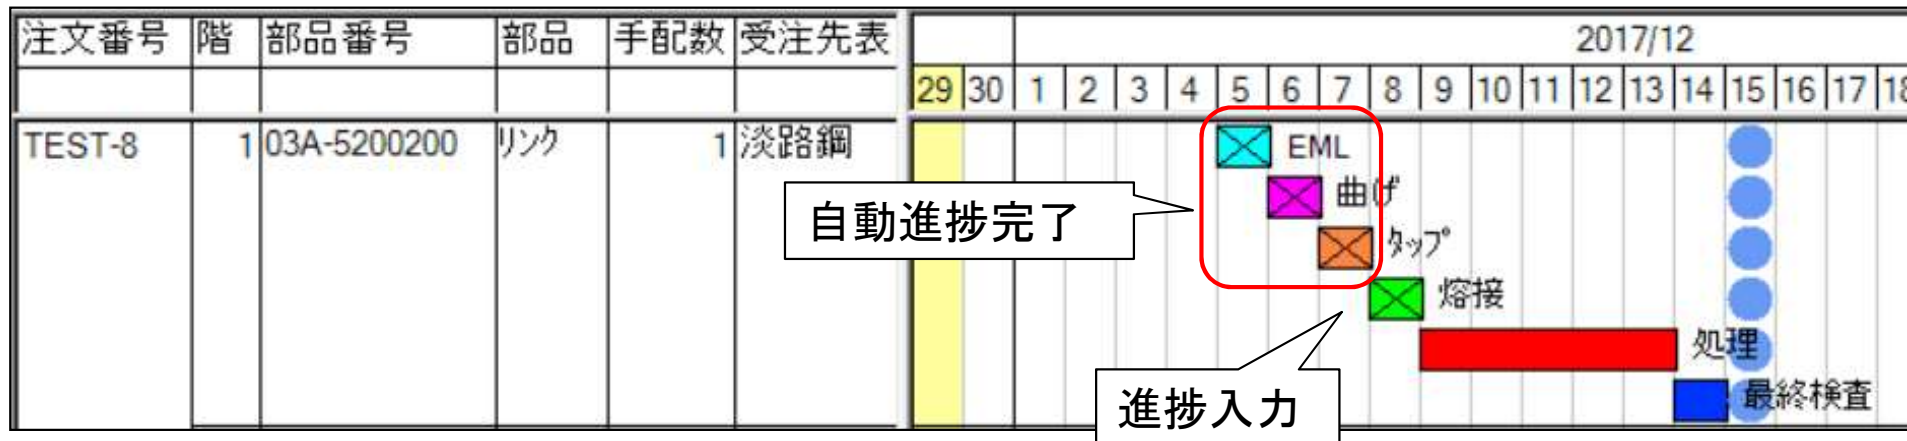 注文番号 階 部品番号 部品 手配数 受注先表 2017/12
29 30 1 2 3 4 5 6 7 8 9 10 11 12 13 14 15 16 17 18
TEST-8 1 03A-5200200 リンク 1 淡路鋼 EML
曲げ
自動進捗完了
タップ
熔接
処理
最終検査
進捗入力